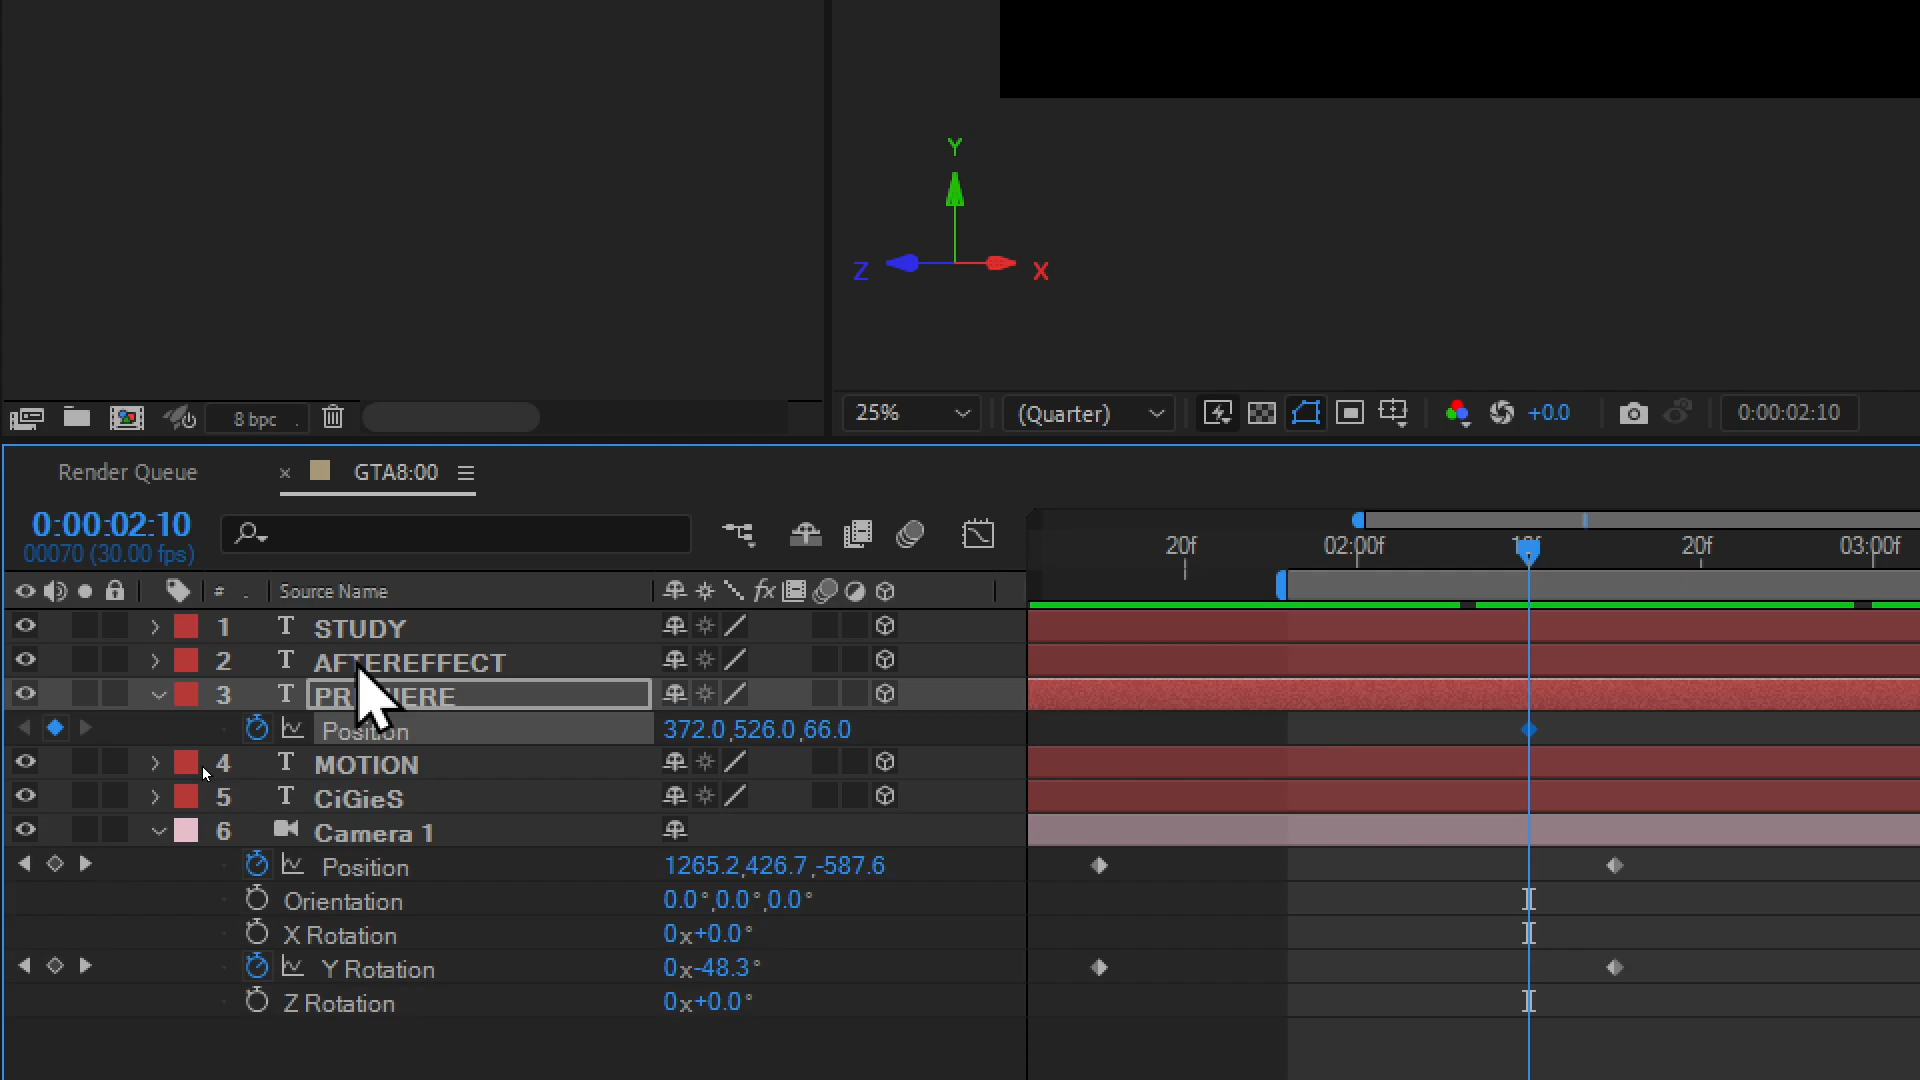 Y
Z X
8 bpc
25% (Quarter) +0.0 0:00:02:10
Render Queue × GTA8:00
0:00:02:10
00070 (30.00 fps)
20f 02:00f 20f 03:00f
# Source Name fx
1 T STUDY
2 T AFTEREFFECT
3 T
Position 372.0,526.0,66.0
4 T MOTION
5 T CiGieS
6 Camera 1
Position 1265.2,426.7,-587.6
Orientation 0.0°,0.0°,0.0°
X Rotation 0x+0.0°
Y Rotation 0x-48.3°
Z Rotation 0x+0.0°